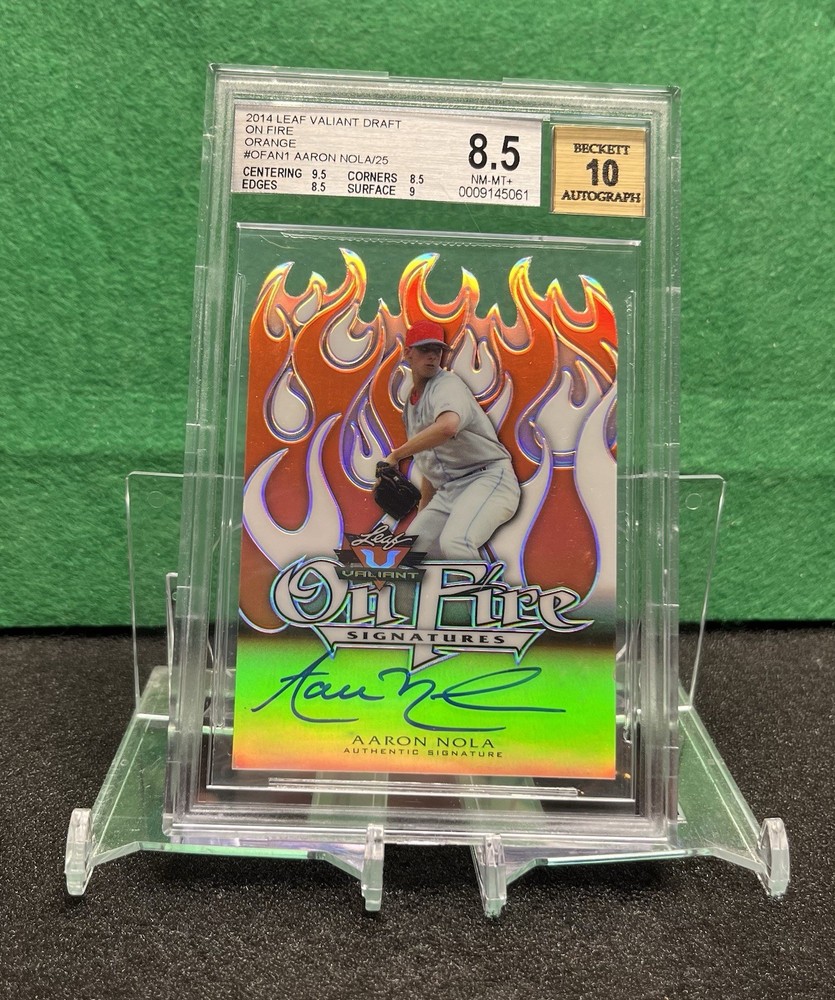 2014 LEAF VALIANT DRAFT
ON FIRE
ORANGE
#OFAN1 AARON NOLA/25
CENTERING 9.5 CORNERS 8.5
EDGES 8.5 SURFACE 9
8.5
NM-MT+
0009145061
BECKETT
10
AUTOGRAPH
Leaf
V
VALIANT
On Fire
SIGNATURES
Aaron Nola
AARON NOLA
AUTHENTIC SIGNATURE